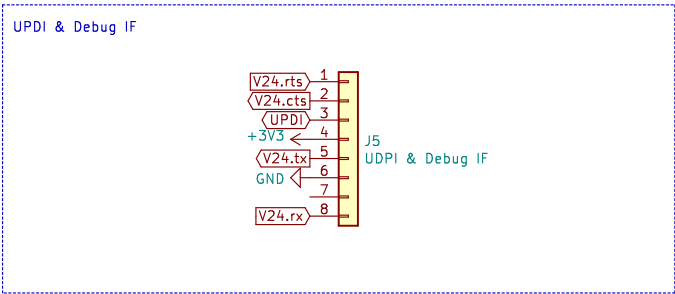 UPDI & Debug IF
V24.rts 1
V24.cts 2
UPDI 3
+3V3 4
V24.tx 5
GND 6
7
V24.rx 8
J5
UDPI & Debug IF